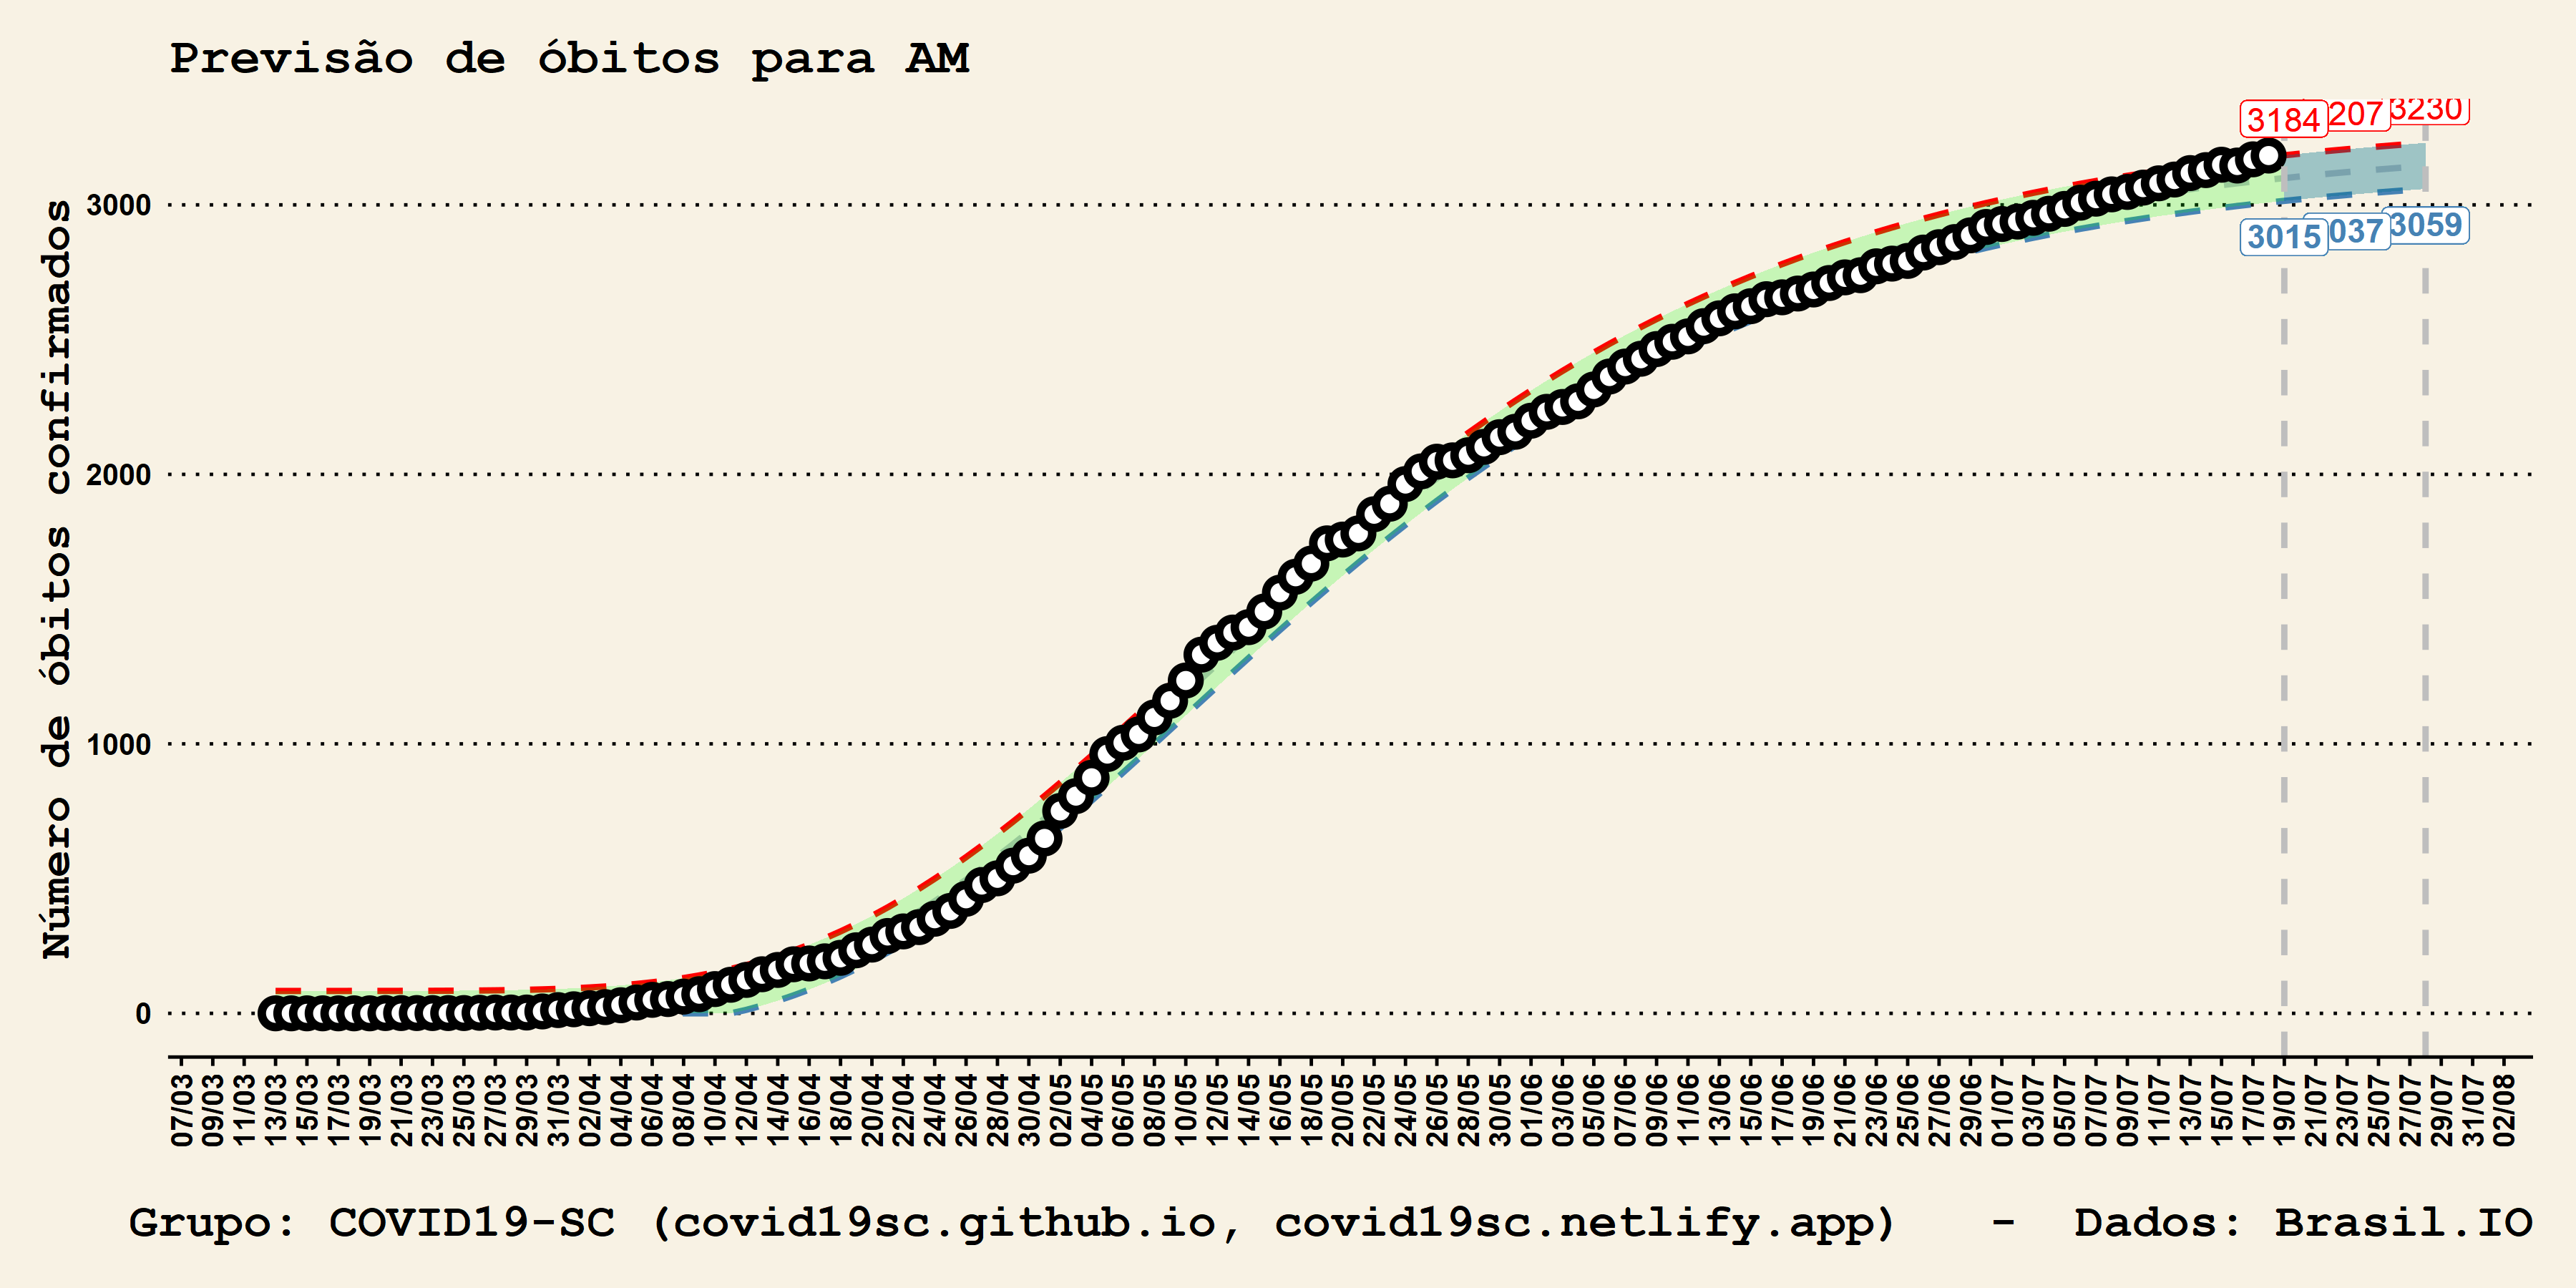 Previsão de óbitos para AM
Número de óbitos confirmados
3184 207 3230
3015 037 3059
3000
2000
1000
0
07/03 09/03 11/03 13/03 15/03 17/03 19/03 21/03 23/03 25/03 27/03 29/03 31/03 02/04 04/04 06/04 08/04 10/04 12/04 14/04 16/04 18/04 20/04 22/04 24/04 26/04 28/04 30/04 02/05 04/05 06/05 08/05 10/05 12/05 14/05 16/05 18/05 20/05 22/05 24/05 26/05 28/05 30/05 01/06 03/06 05/06 07/06 09/06 11/06 13/06 15/06 17/06 19/06 21/06 23/06 25/06 27/06 29/06 01/07 03/07 05/07 07/07 09/07 11/07 13/07 15/07 17/07 19/07 21/07 23/07 25/07 27/07 29/07 31/07 02/08
Grupo: COVID19-SC (covid19sc.github.io, covid19sc.netlify.app) - Dados: Brasil.IO